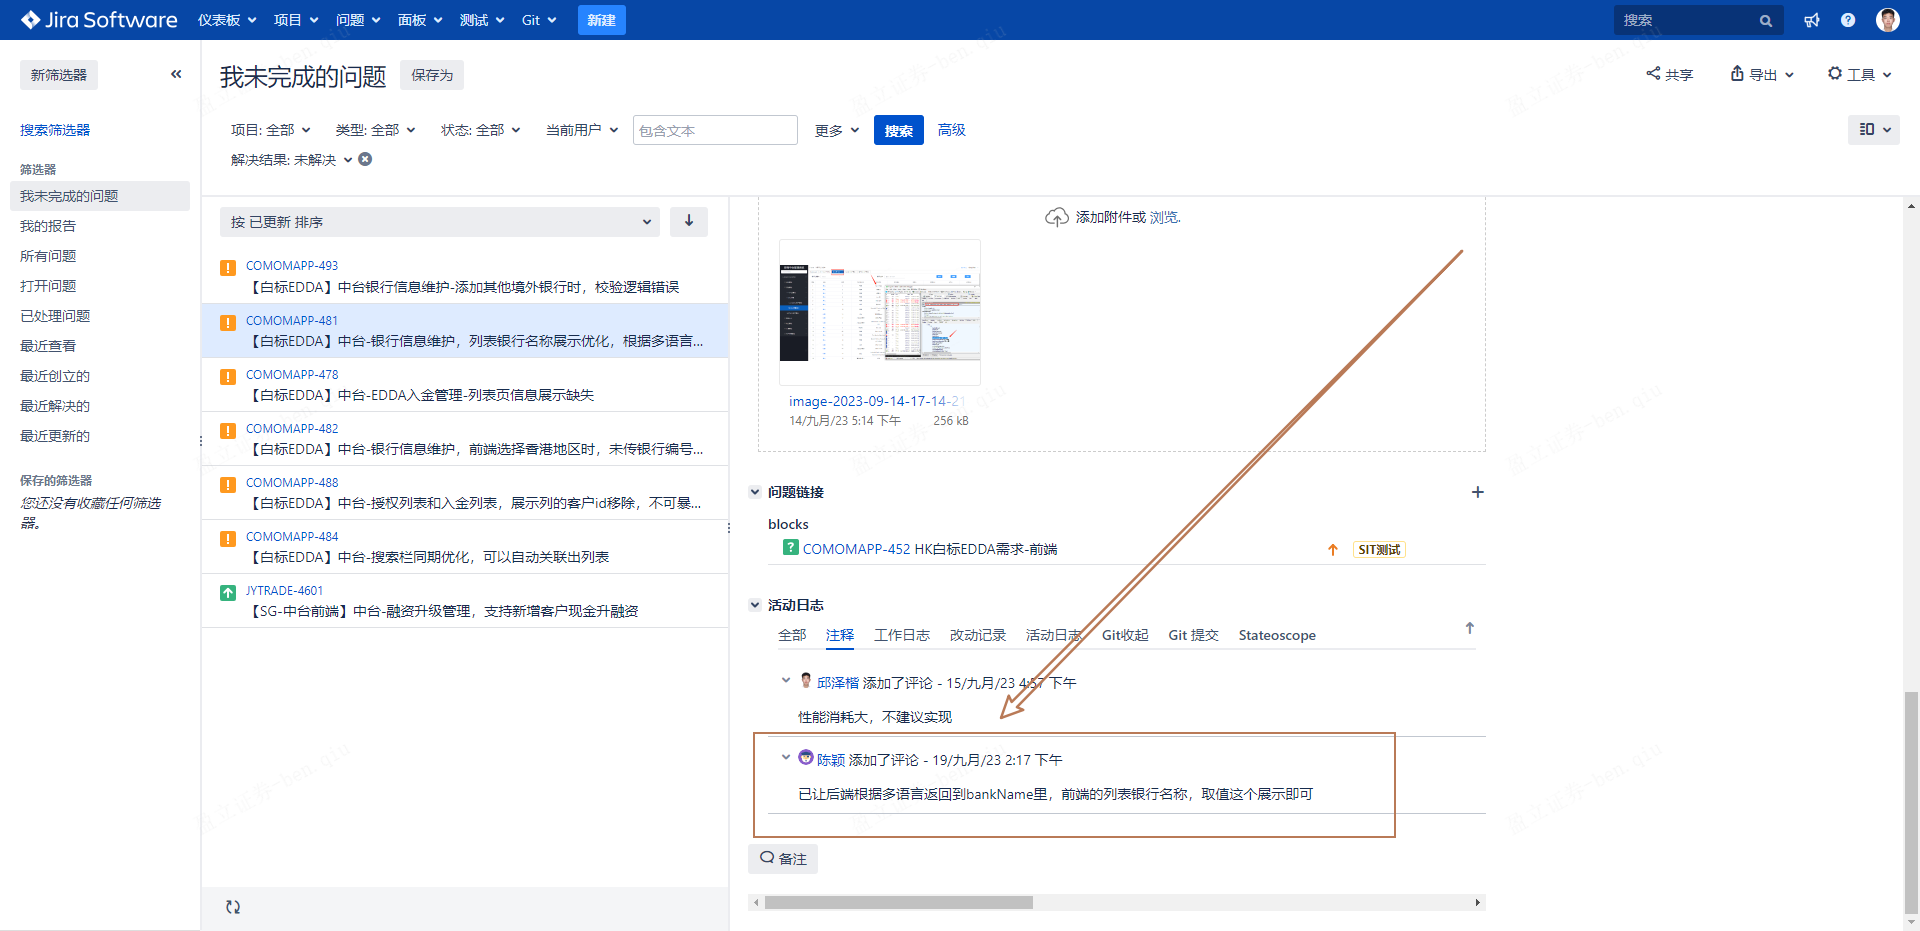 Jira Software 仪表板 项目 问题 面板 测试 Git 新建 搜索
新筛选器
我未完成的问题 保存为 共享 导出 工具
搜索筛选器
项目: 全部 类型: 全部 状态: 全部 当前用户 包含文本 更多 搜索 高级
解决结果: 未解决
筛选器
我未完成的问题
我的报告
所有问题
打开问题
已处理问题
最近查看
最近创立的
最近解决的
最近更新的
保存的筛选器
您还没有收藏任何筛选
器。
按 已更新 排序
COMOMAPP-493
【白标EDDA】中台银行信息维护-添加其他境外银行时，校验逻辑错误
COMOMAPP-481
【白标EDDA】中台-银行信息维护，列表银行名称展示优化，根据多语言...
COMOMAPP-478
【白标EDDA】中台-EDDA入金管理-列表页信息展示缺失
COMOMAPP-482
【白标EDDA】中台-银行信息维护，前端选择香港地区时，未传银行编号...
COMOMAPP-488
【白标EDDA】中台-授权列表和入金列表，展示列的客户id移除，不可暴...
COMOMAPP-484
【白标EDDA】中台-搜索栏同期优化，可以自动关联出列表
JYTRADE-4601
【SG-中台前端】中台-融资升级管理，支持新增客户现金升融资
添加附件或 浏览.
image-2023-09-14-17-14-21
14/九月/23 5:14 下午 256 kB
问题链接
blocks
COMOMAPP-452 HK白标EDDA需求-前端 SIT测试
活动日志
全部 注释 工作日志 改动记录 活动日志 Git收起 Git 提交 Stateoscope
邱泽楷 添加了评论 - 15/九月/23 4:57 下午
性能消耗大，不建议实现
陈颖 添加了评论 - 19/九月/23 2:17 下午
已让后端根据多语言返回到bankName里，前端的列表银行名称，取值这个展示即可
备注
盈立证券-ben.qiu